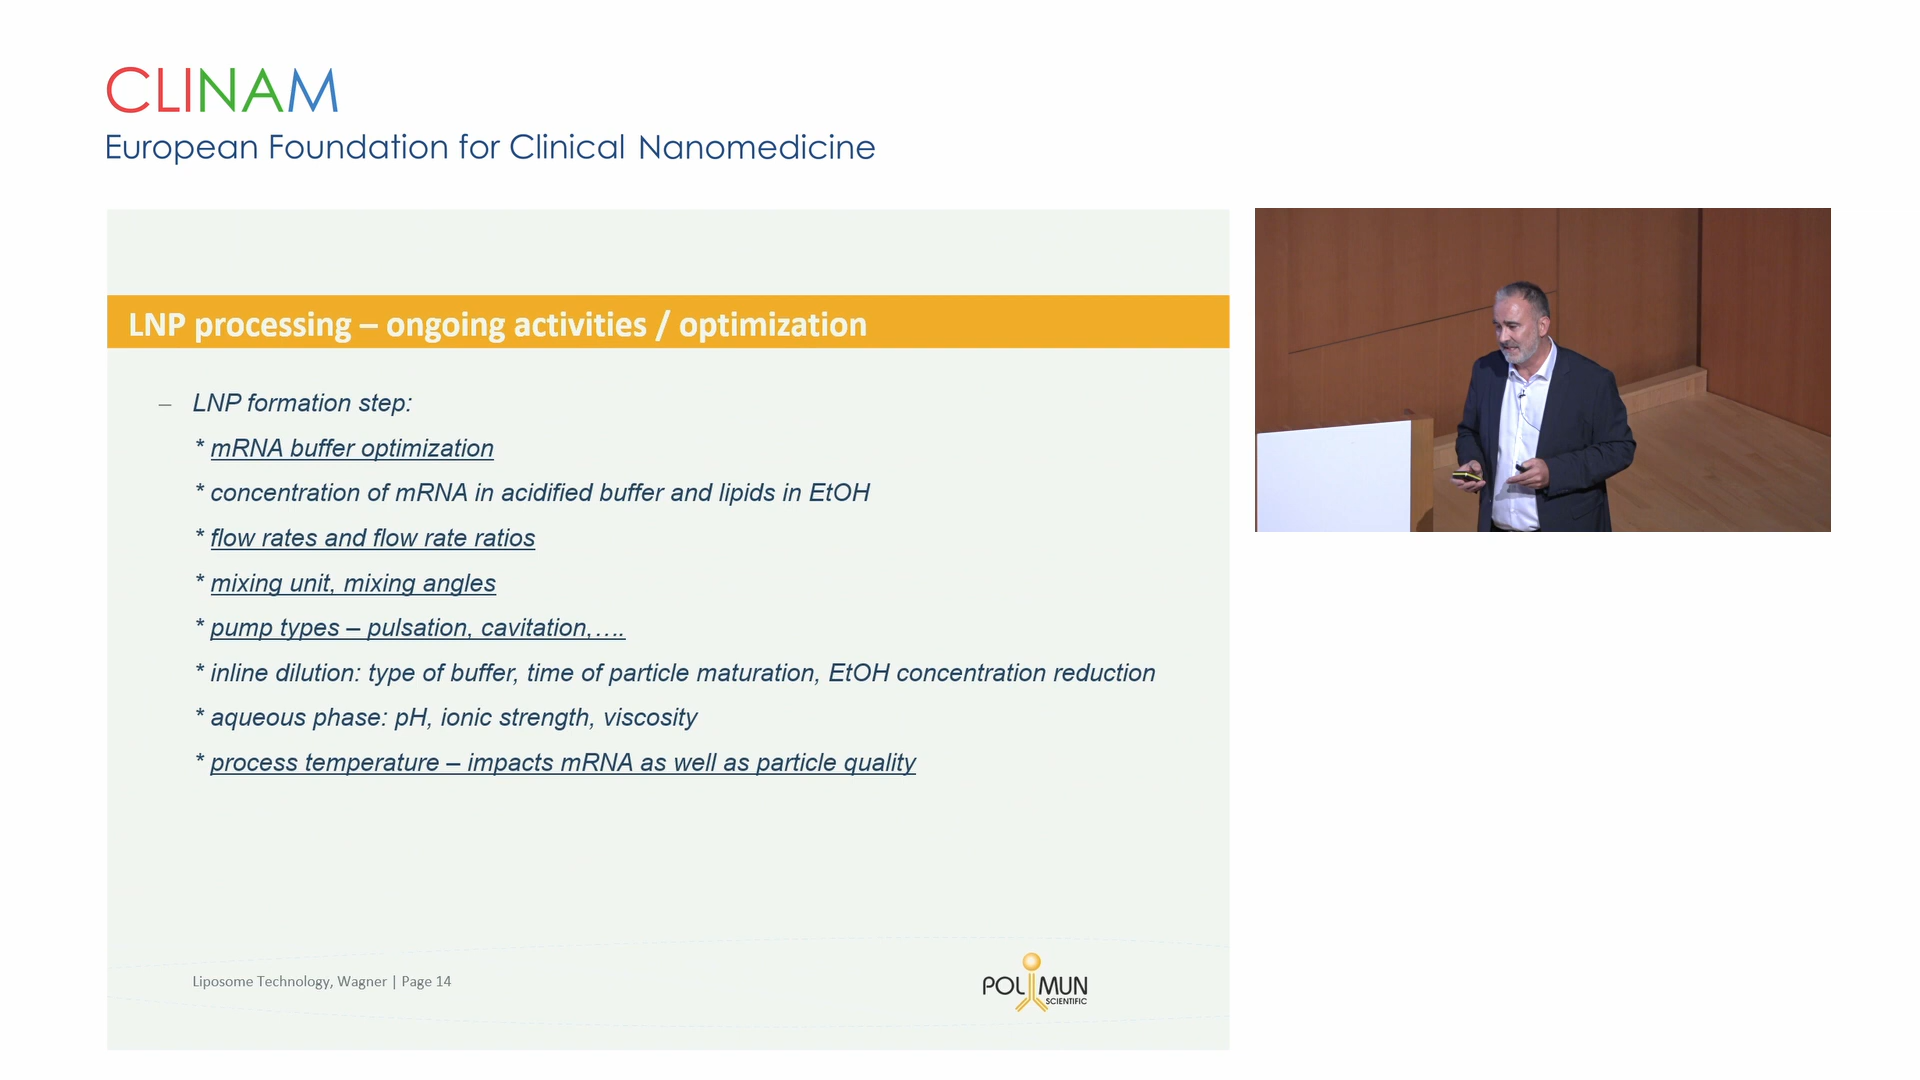 CLINAM
European Foundation for Clinical Nanomedicine
LNP processing – ongoing activities / optimization
– LNP formation step:
* mRNA buffer optimization
* concentration of mRNA in acidified buffer and lipids in EtOH
* flow rates and flow rate ratios
* mixing unit, mixing angles
* pump types – pulsation, cavitation,….
* inline dilution: type of buffer, time of particle maturation, EtOH concentration reduction
* aqueous phase: pH, ionic strength, viscosity
* process temperature – impacts mRNA as well as particle quality
Liposome Technology, Wagner | Page 14
POLYMUN
SCIENTIFIC